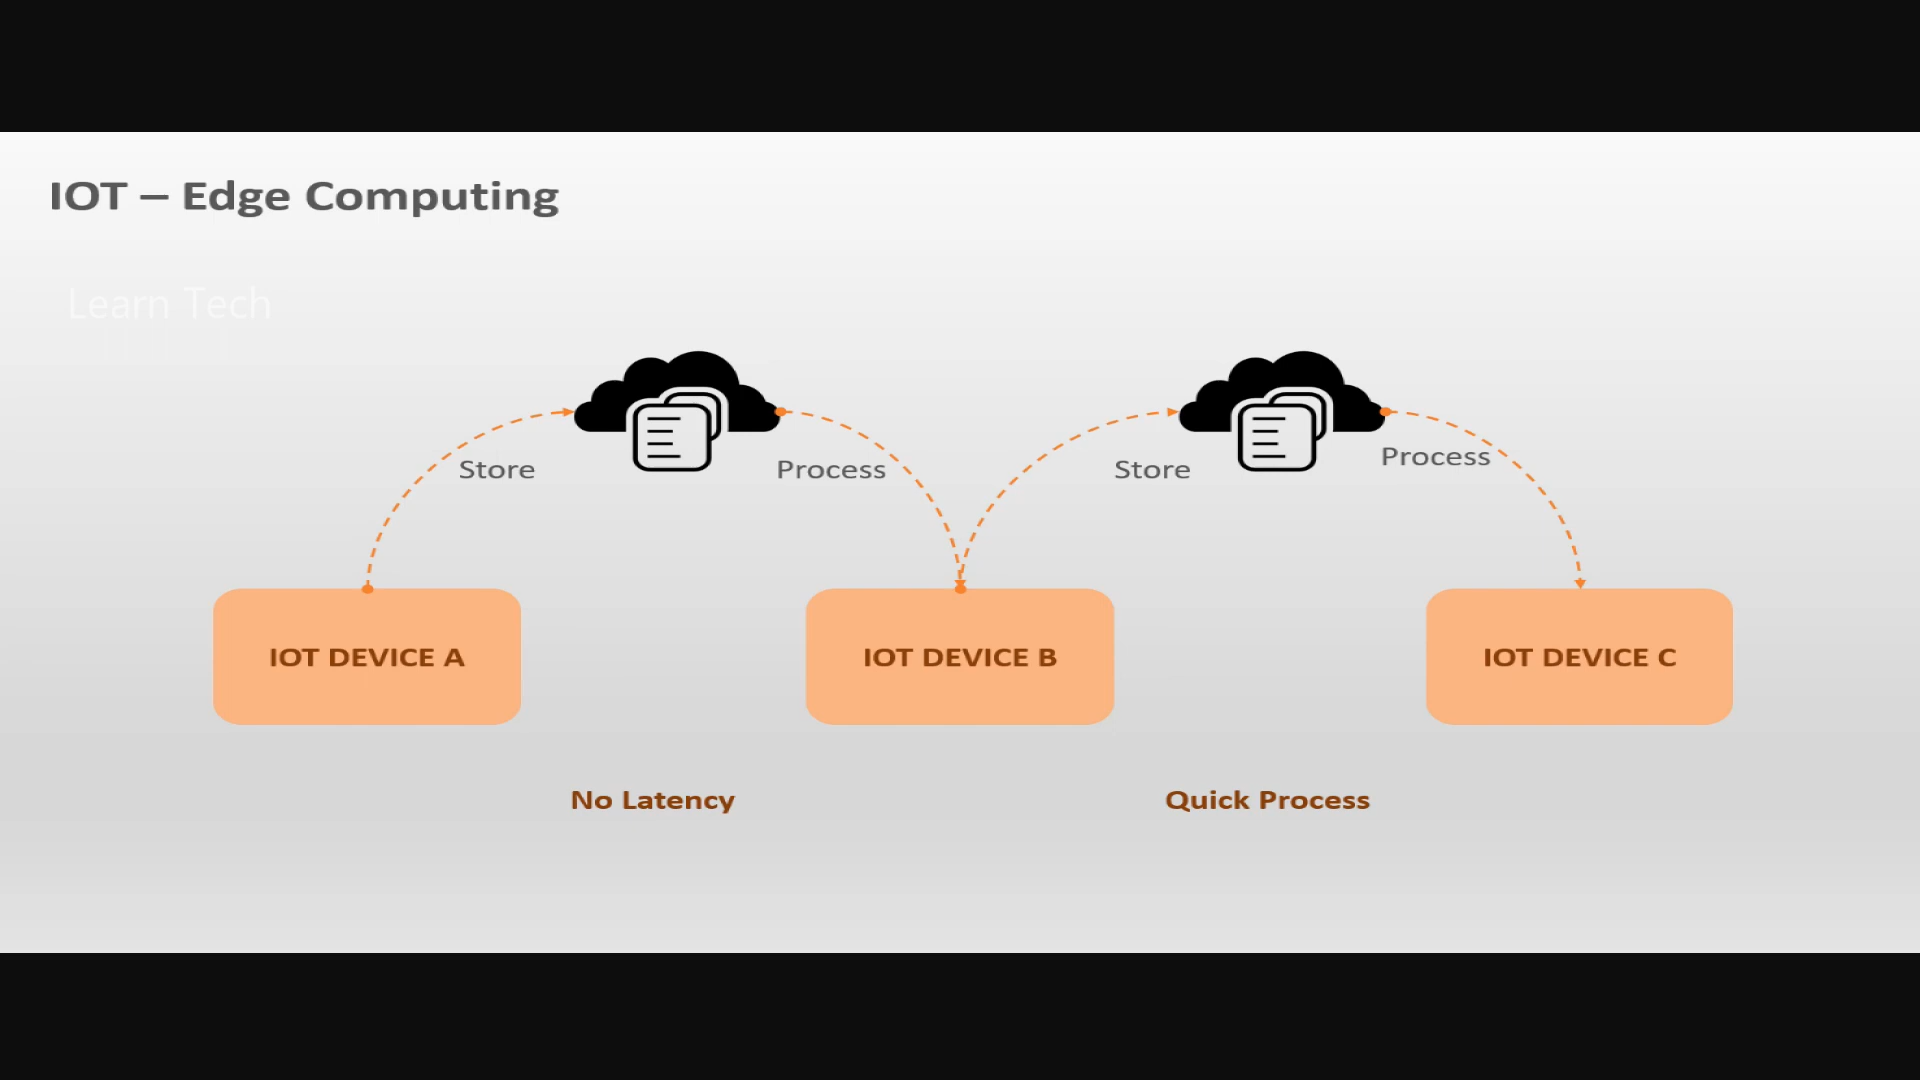 IOT – Edge Computing
Learn Tech
Store
Process
Store
Process
IOT DEVICE A
IOT DEVICE B
IOT DEVICE C
No Latency
Quick Process